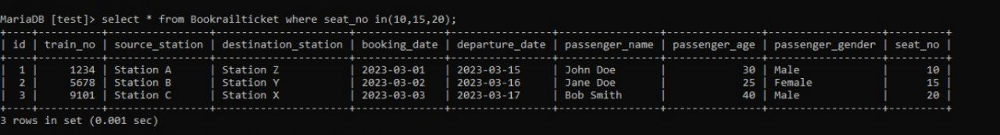 MariaDB [test]> select * from Bookrailticket where seat_no in(10,15,20);
+----+----------+----------------+---------------------+--------------+----------------+----------------+---------------+------------------+---------+
| id | train_no | source_station | destination_station | booking_date | departure_date | passenger_name | passenger_age | passenger_gender | seat_no |
+----+----------+----------------+---------------------+--------------+----------------+----------------+---------------+------------------+---------+
| 1 | 1234 | Station A | Station Z | 2023-03-01 | 2023-03-15 | John Doe | 30 | Male | 10 |
| 2 | 5678 | Station B | Station Y | 2023-03-02 | 2023-03-16 | Jane Doe | 25 | Female | 15 |
| 3 | 9101 | Station C | Station X | 2023-03-03 | 2023-03-17 | Bob Smith | 40 | Male | 20 |
+----+----------+----------------+---------------------+--------------+----------------+----------------+---------------+------------------+---------+
3 rows in set (0.001 sec)